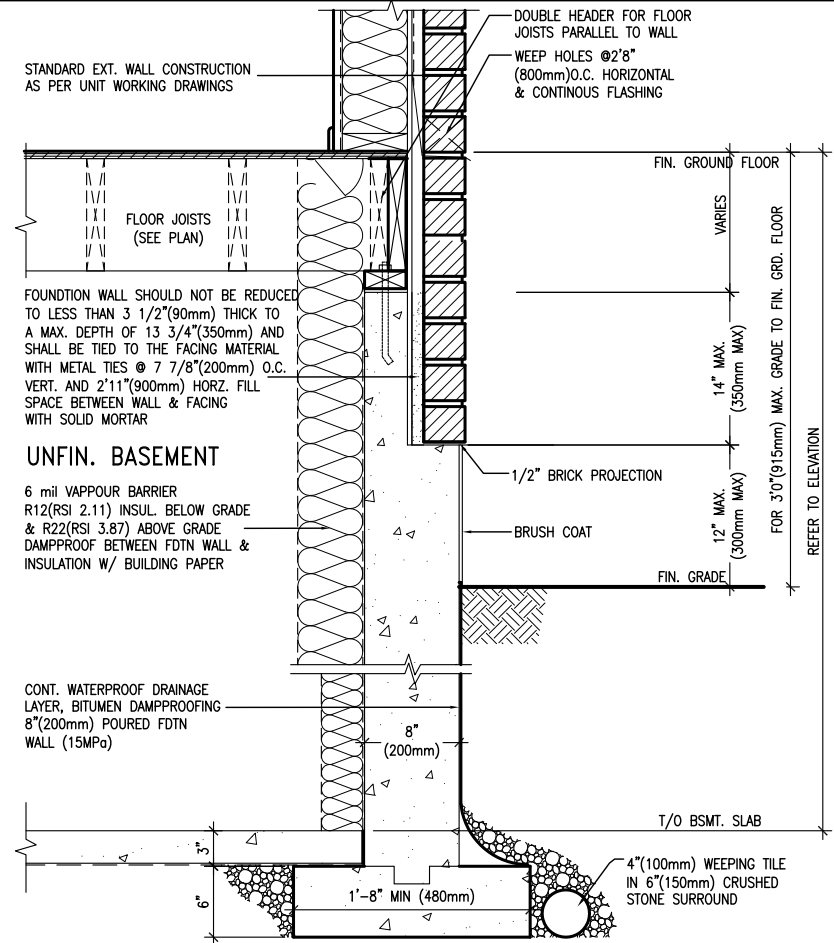 DOUBLE HEADER FOR FLOOR
JOISTS PARALLEL TO WALL
WEEP HOLES @2'8"
(800mm)O.C. HORIZONTAL
& CONTINOUS FLASHING
STANDARD EXT. WALL CONSTRUCTION
AS PER UNIT WORKING DRAWINGS
FIN. GROUND FLOOR
FLOOR JOISTS
(SEE PLAN)
VARIES
FOUNDTION WALL SHOULD NOT BE REDUCED
TO LESS THAN 3 1/2"(90mm) THICK TO
A MAX. DEPTH OF 13 3/4"(350mm) AND
SHALL BE TIED TO THE FACING MATERIAL
WITH METAL TIES @ 7 7/8"(200mm) O.C.
VERT. AND 2'11"(900mm) HORZ. FILL
SPACE BETWEEN WALL & FACING
WITH SOLID MORTAR
14" MAX.
(350mm MAX)
FOR 3'0"(915mm) MAX. GRADE TO FIN. GRD. FLOOR
REFER TO ELEVATION
UNFIN. BASEMENT
6 mil VAPPOUR BARRIER
R12(RSI 2.11) INSUL. BELOW GRADE
& R22(RSI 3.87) ABOVE GRADE
DAMPPROOF BETWEEN FDTN WALL &
INSULATION W/ BUILDING PAPER
1/2" BRICK PROJECTION
BRUSH COAT
12" MAX.
(300mm MAX)
FIN. GRADE
CONT. WATERPROOF DRAINAGE
LAYER, BITUMEN DAMPPROOFING
8"(200mm) POURED FDTN
WALL (15MPa)
8"
(200mm)
T/O BSMT. SLAB
3"
6"
1'-8" MIN (480mm)
4"(100mm) WEEPING TILE
IN 6"(150mm) CRUSHED
STONE SURROUND